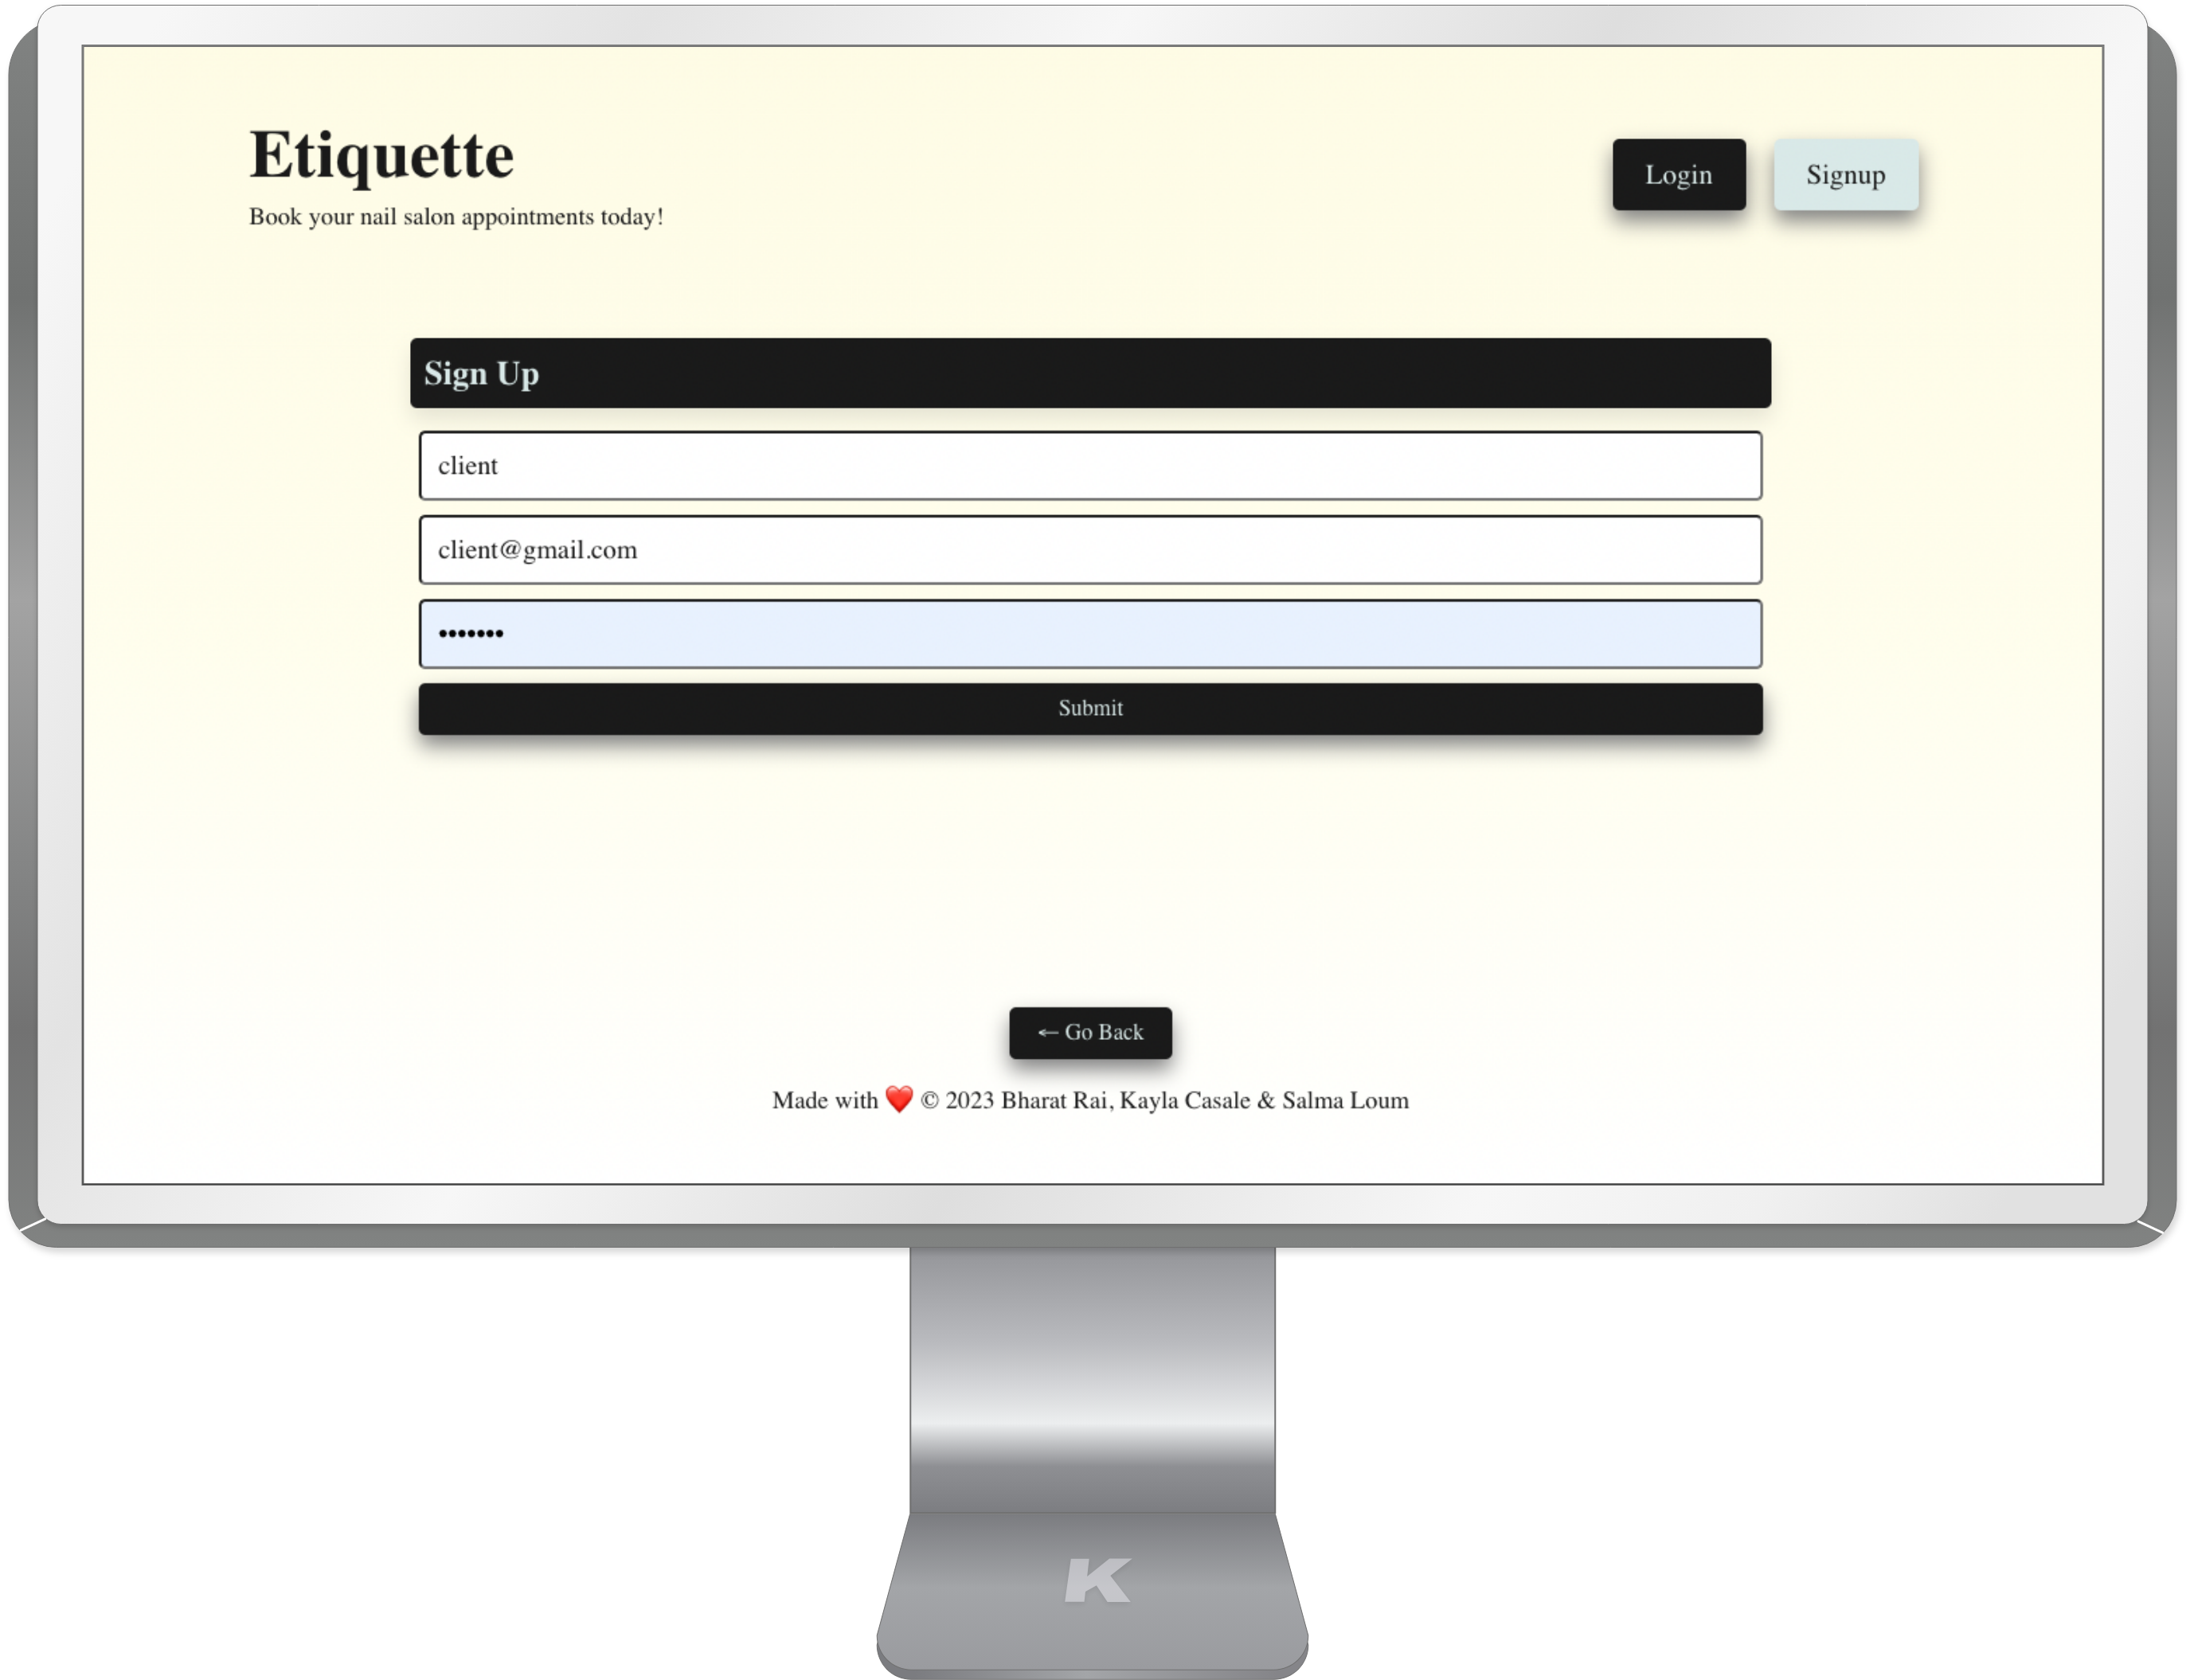 Etiquette
Book your nail salon appointments today!
Login
Signup
Sign Up
client
client@gmail.com
•••••••
Submit
← Go Back
Made with ❤️ © 2023 Bharat Rai, Kayla Casale & Salma Loum
K